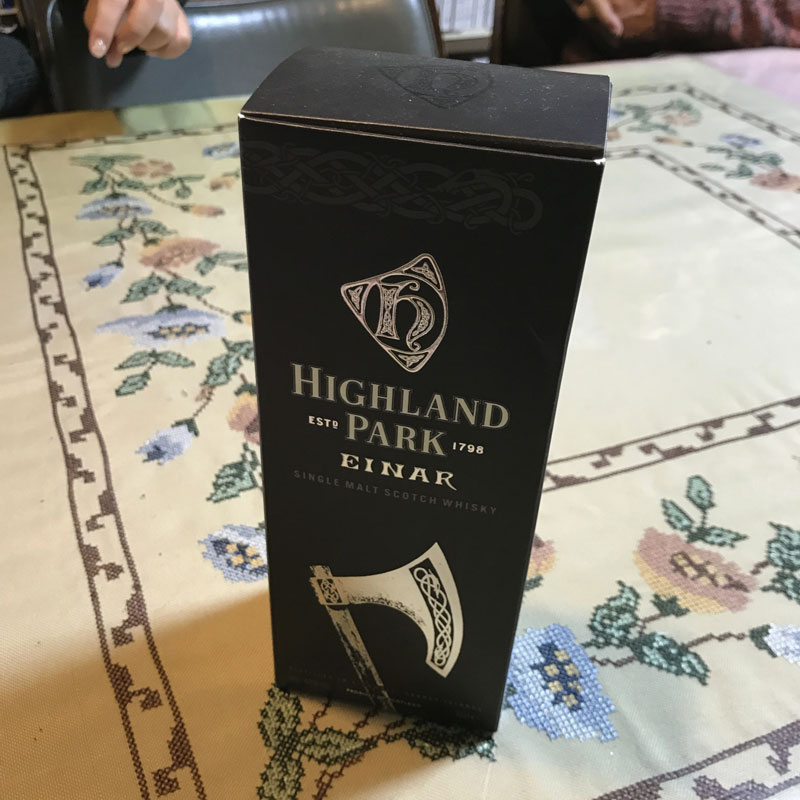 HIGHLAND
ESTD PARK 1798
EINAR
SINGLE MALT SCOTCH WHISKY